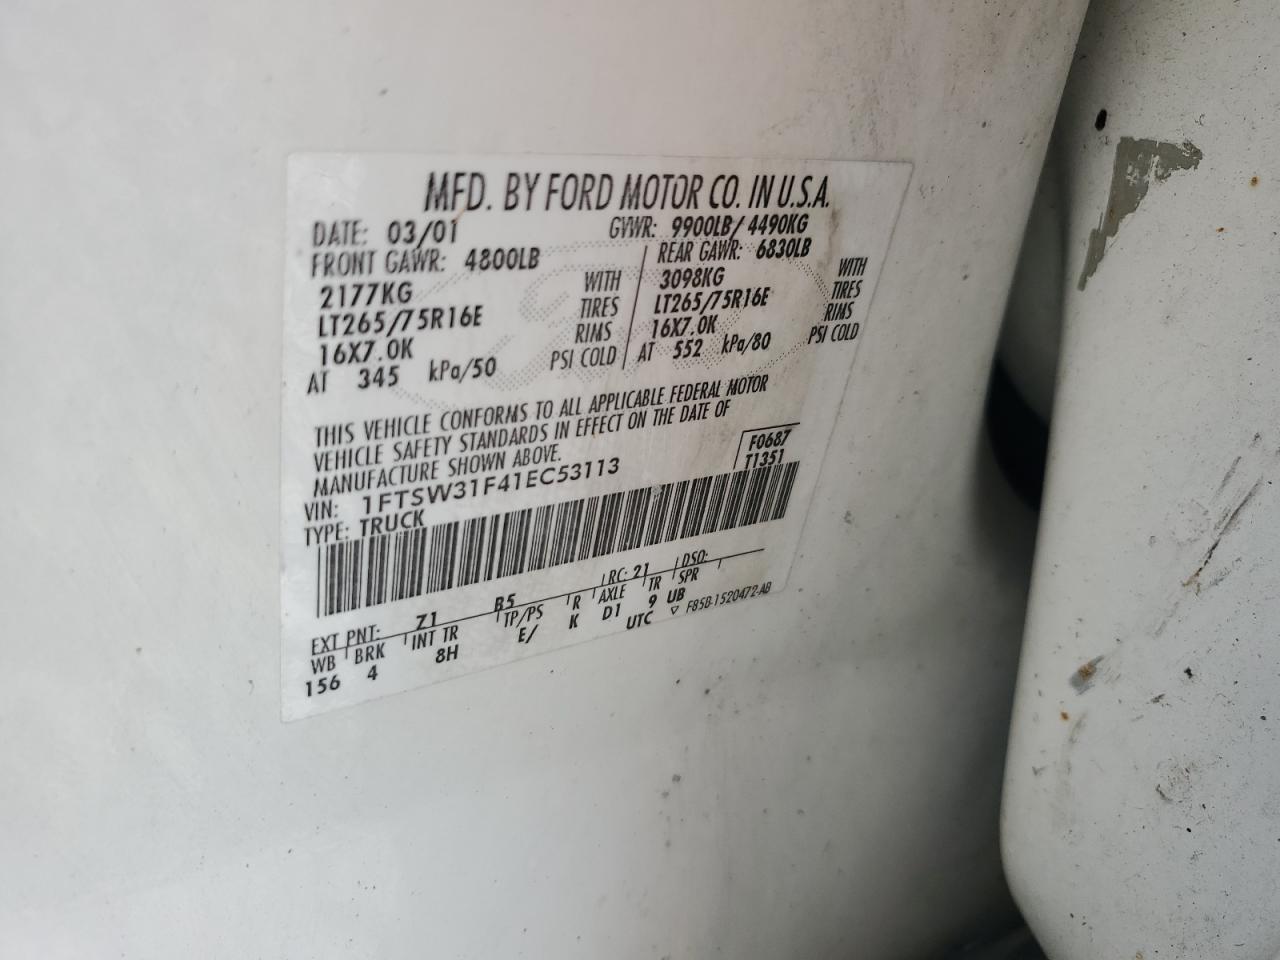 MFD. BY FORD MOTOR CO. IN U.S.A.
DATE: 03/01 GVWR: 9900LB/ 4490KG
FRONT GAWR: 4800LB REAR GAWR: 6830LB
2177KG WITH 3098KG WITH
LT265/75R16E TIRES LT265/75R16E TIRES
16X7.0K RIMS 16X7.0K RIMS
AT 345 kPa/50 PSI COLD AT 552 kPa/80 PSI COLD
THIS VEHICLE CONFORMS TO ALL APPLICABLE FEDERAL MOTOR
VEHICLE SAFETY STANDARDS IN EFFECT ON THE DATE OF
MANUFACTURE SHOWN ABOVE.
F0687
VIN: 1FTSW31F41EC53113 T1351
TYPE: TRUCK
EXT PNT: Z1 B5 RC: 21 DSO:
WB BRK INT TR TP/PS R AXLE TR SPR
156 4 8H E/ K D1 9 UB
UTC ▽ F85B-1520472-AB